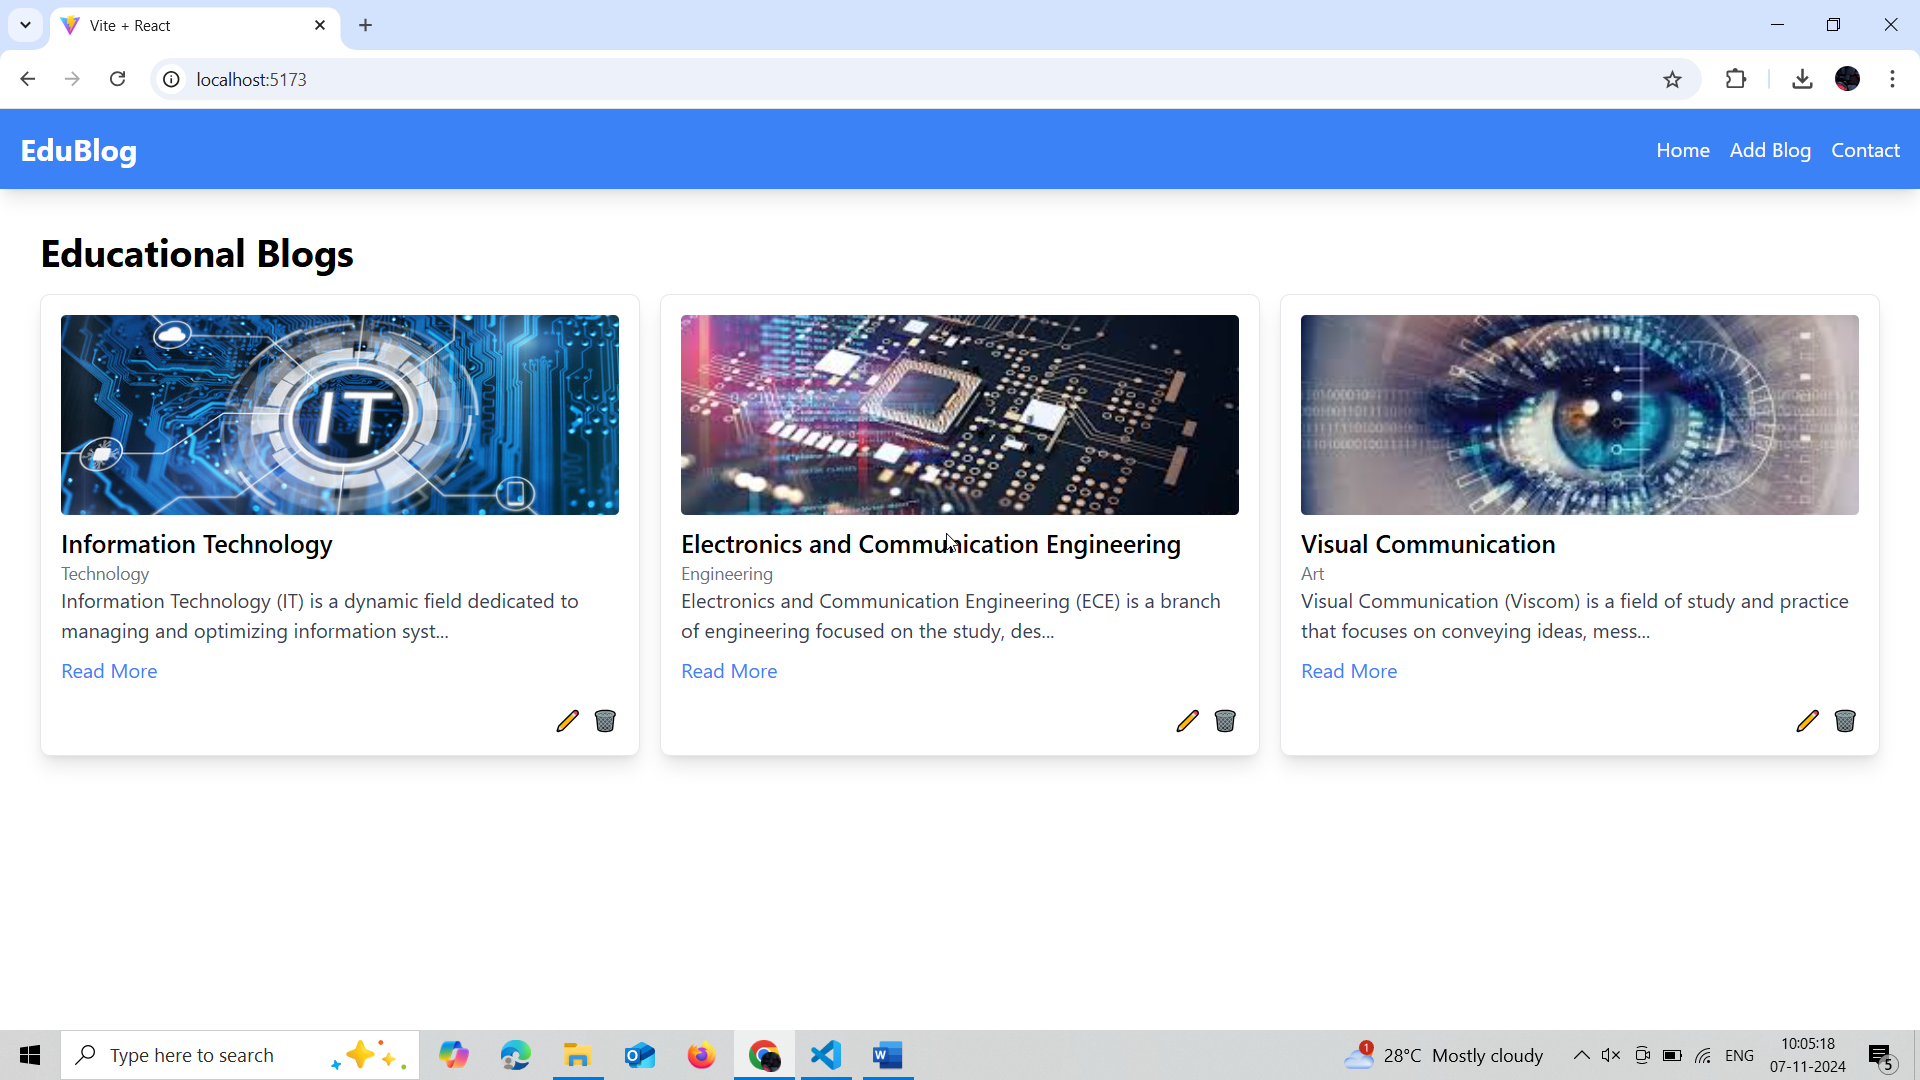 Vite + React
localhost:5173
EduBlog
Home Add Blog Contact
Educational Blogs
IT
Information Technology
Technology
Information Technology (IT) is a dynamic field dedicated to
managing and optimizing information syst...
Read More
Electronics and Communication Engineering
Engineering
Electronics and Communication Engineering (ECE) is a branch
of engineering focused on the study, des...
Read More
Visual Communication
Art
Visual Communication (Viscom) is a field of study and practice
that focuses on conveying ideas, mess...
Read More
Type here to search
1
28°C Mostly cloudy
ENG
10:05:18
07-11-2024
5